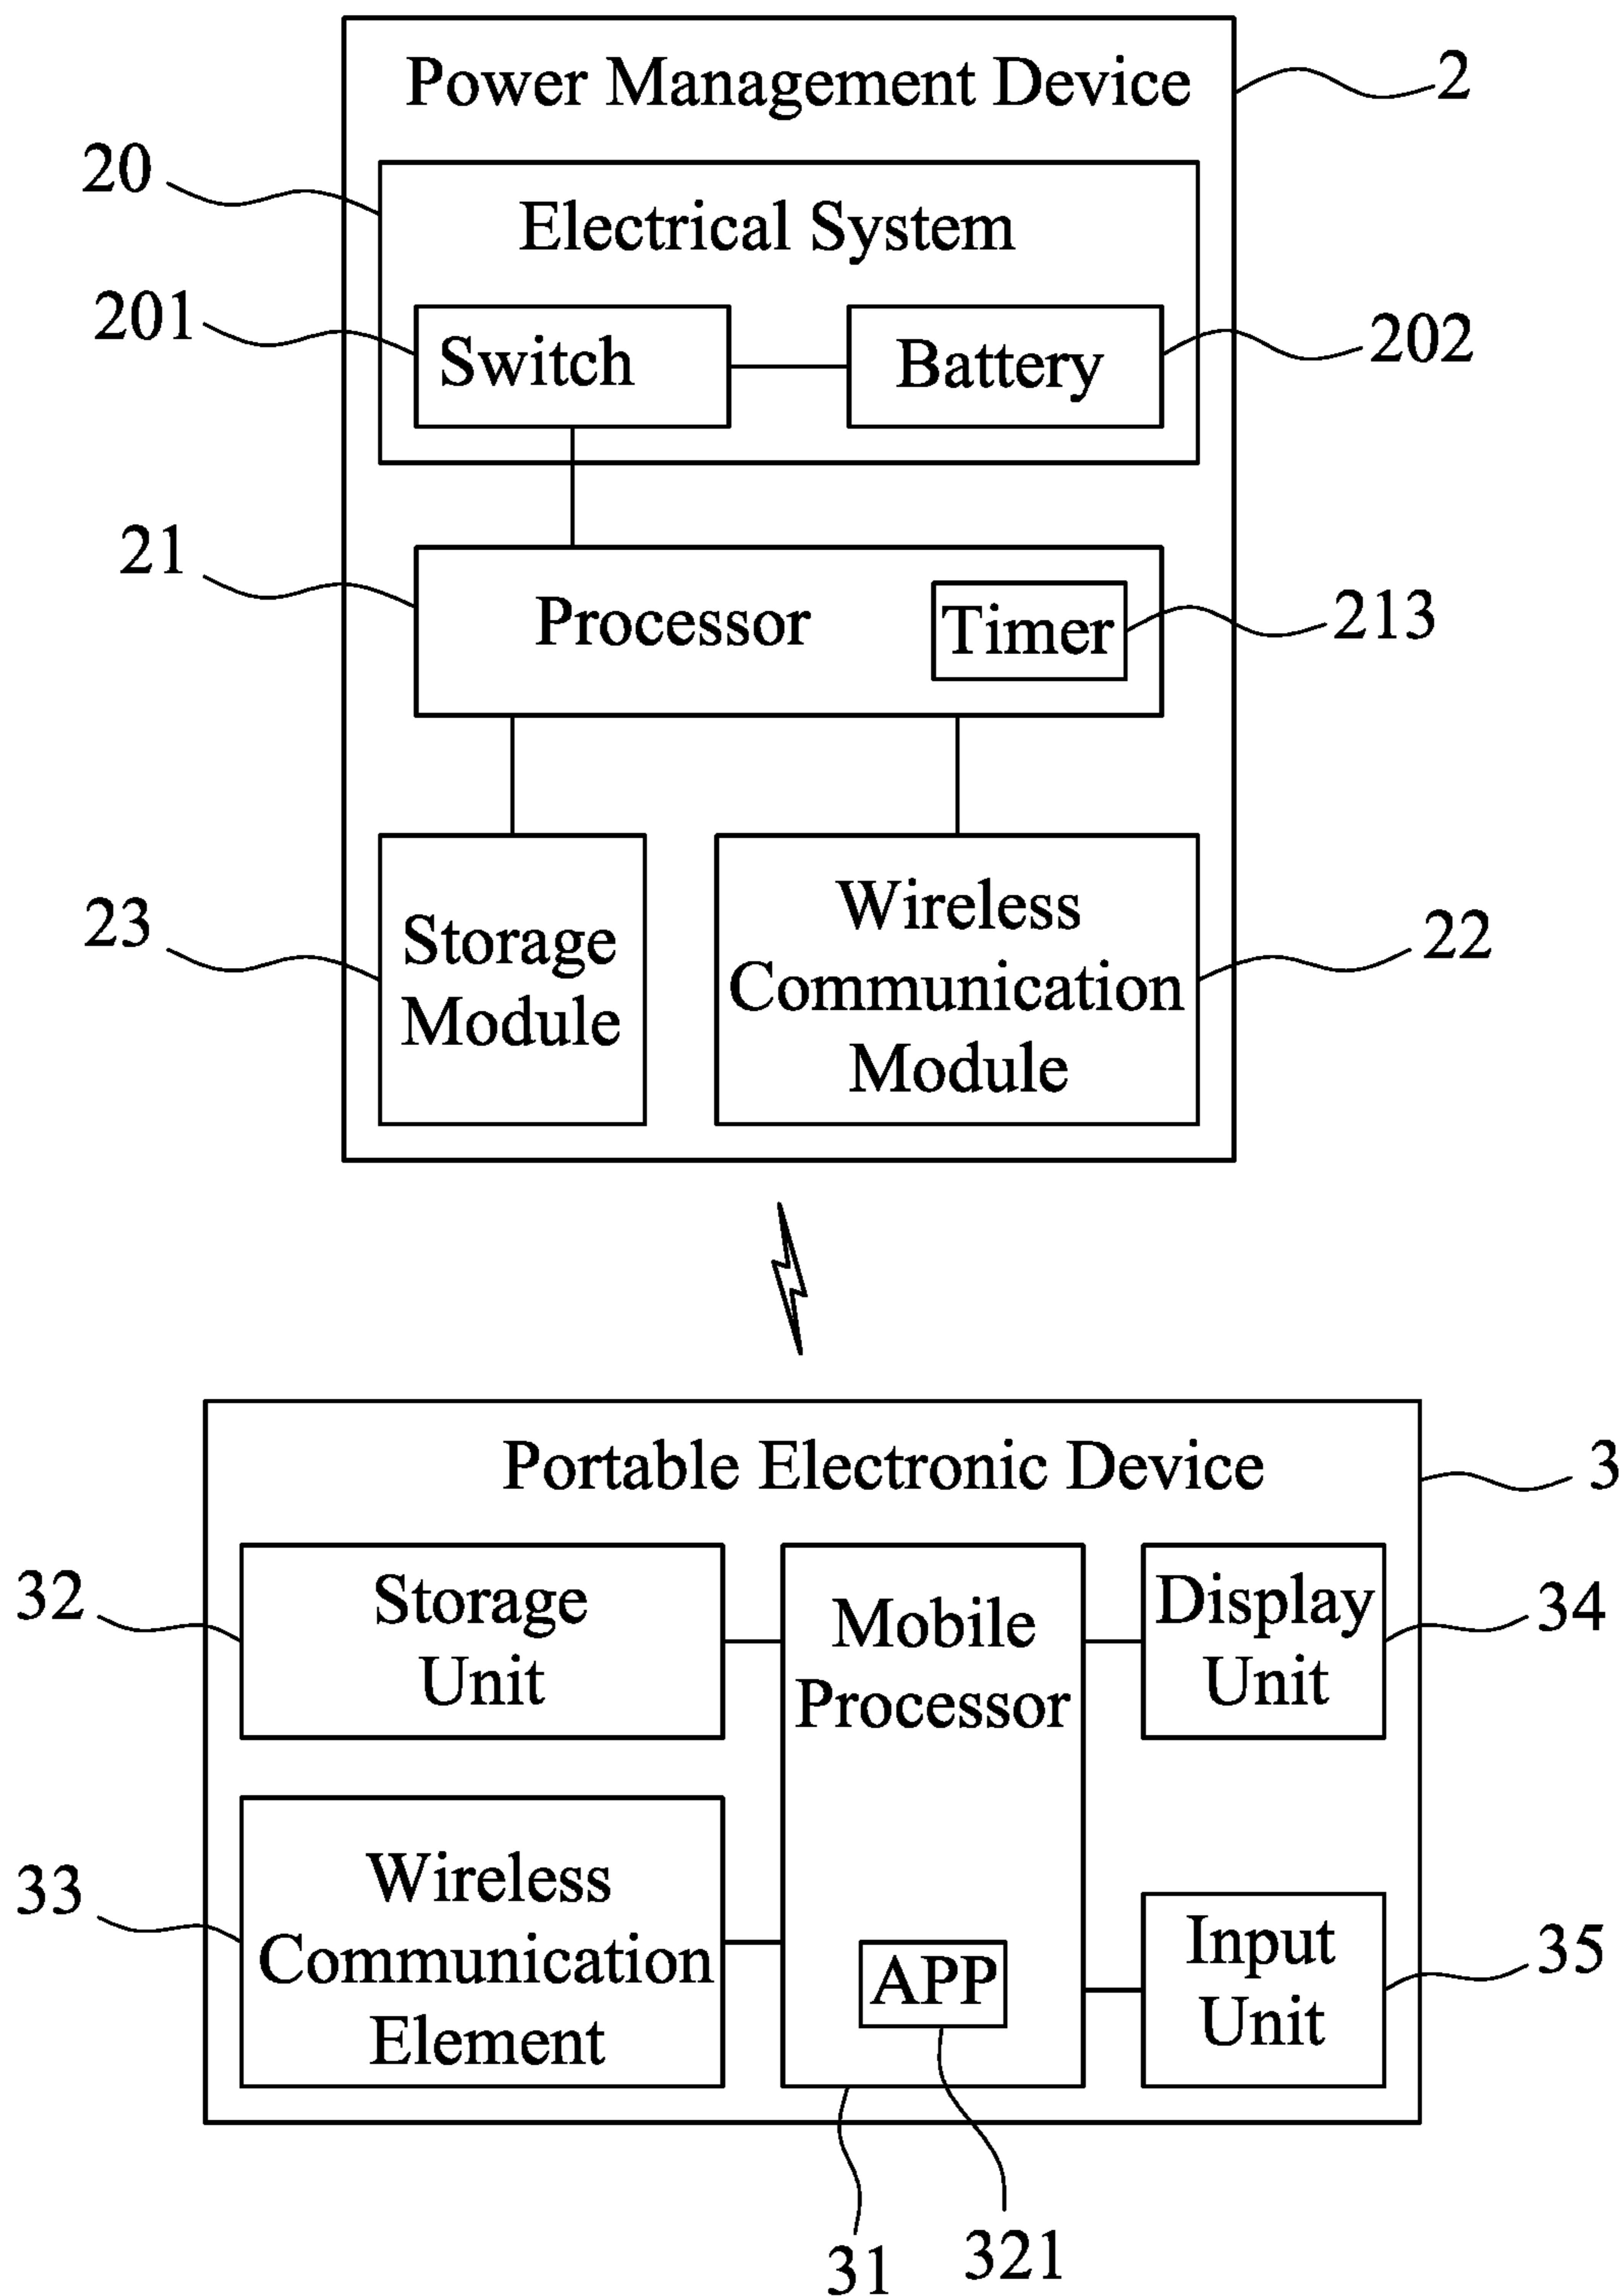 Power Management Device
2
20
Electrical System
201
Switch
Battery
202
21
Processor
Timer
213
23
Storage
Module
Wireless
Communication
Module
22
Portable Electronic Device
3
32
Storage
Unit
Mobile
Processor
Display
Unit
34
33
Wireless
Communication
Element
APP
Input
Unit
35
31
321